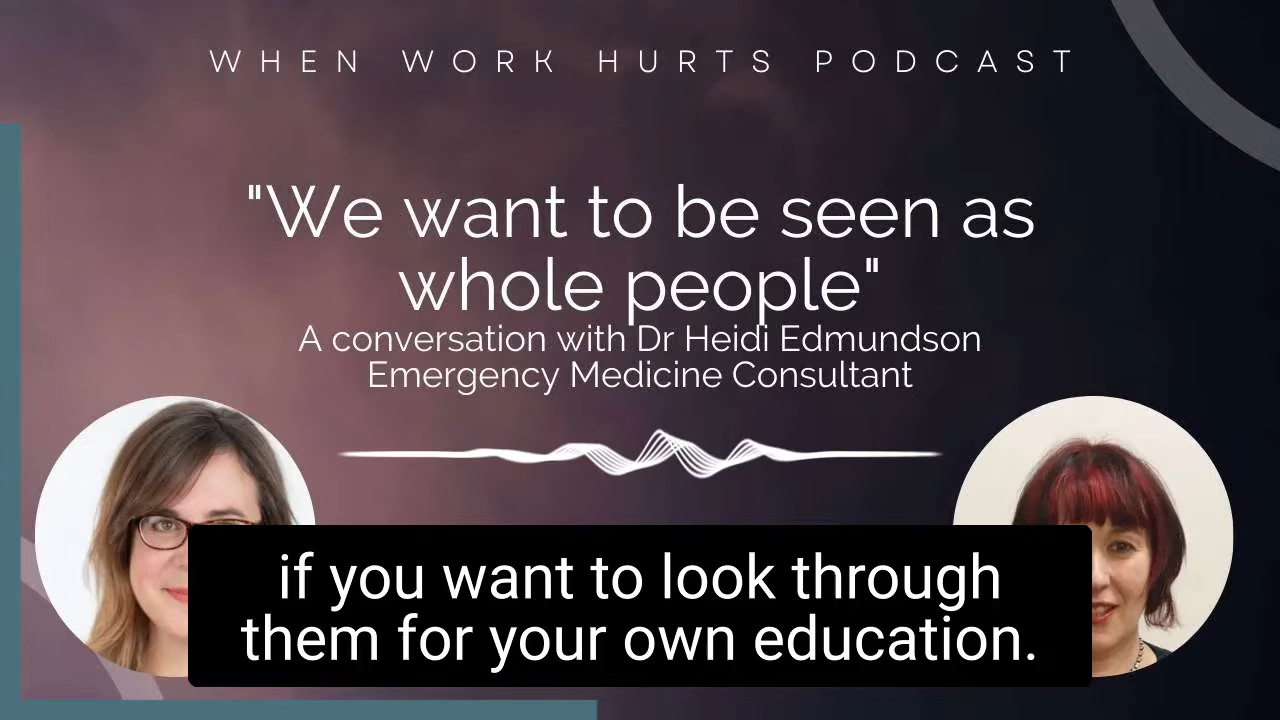 WHEN WORK HURTS PODCAST
"We want to be seen as
whole people"
A conversation with Dr Heidi Edmundson
Emergency Medicine Consultant
if you want to look through
them for your own education.